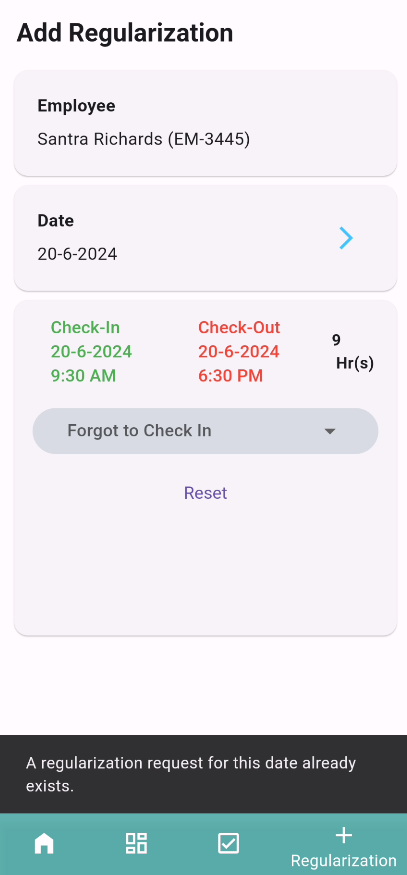 Add Regularization
Employee
Santra Richards (EM-3445)
Date
20-6-2024
Check-In
20-6-2024
9:30 AM
Check-Out
20-6-2024
6:30 PM
9
Hr(s)
Forgot to Check In
Reset
A regularization request for this date already
exists.
Regularization